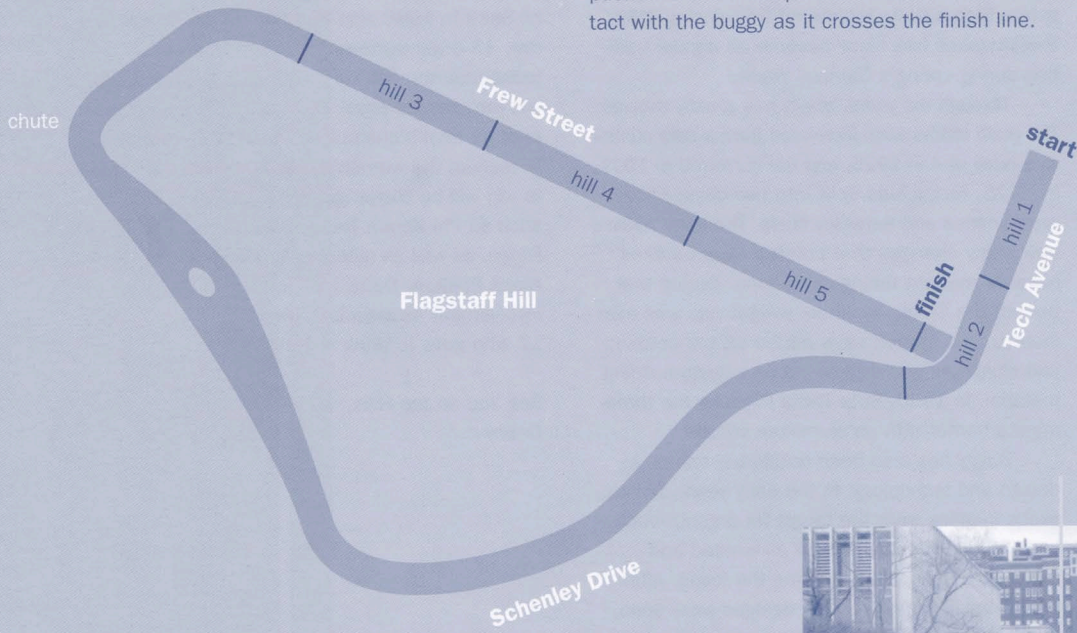 tact with the buggy as it crosses the finish line.
chute
hill 3
Frew Street
hill 4
start
hill 1
Tech Avenue
hill 5
finish
hill 2
Flagstaff Hill
Schenley Drive